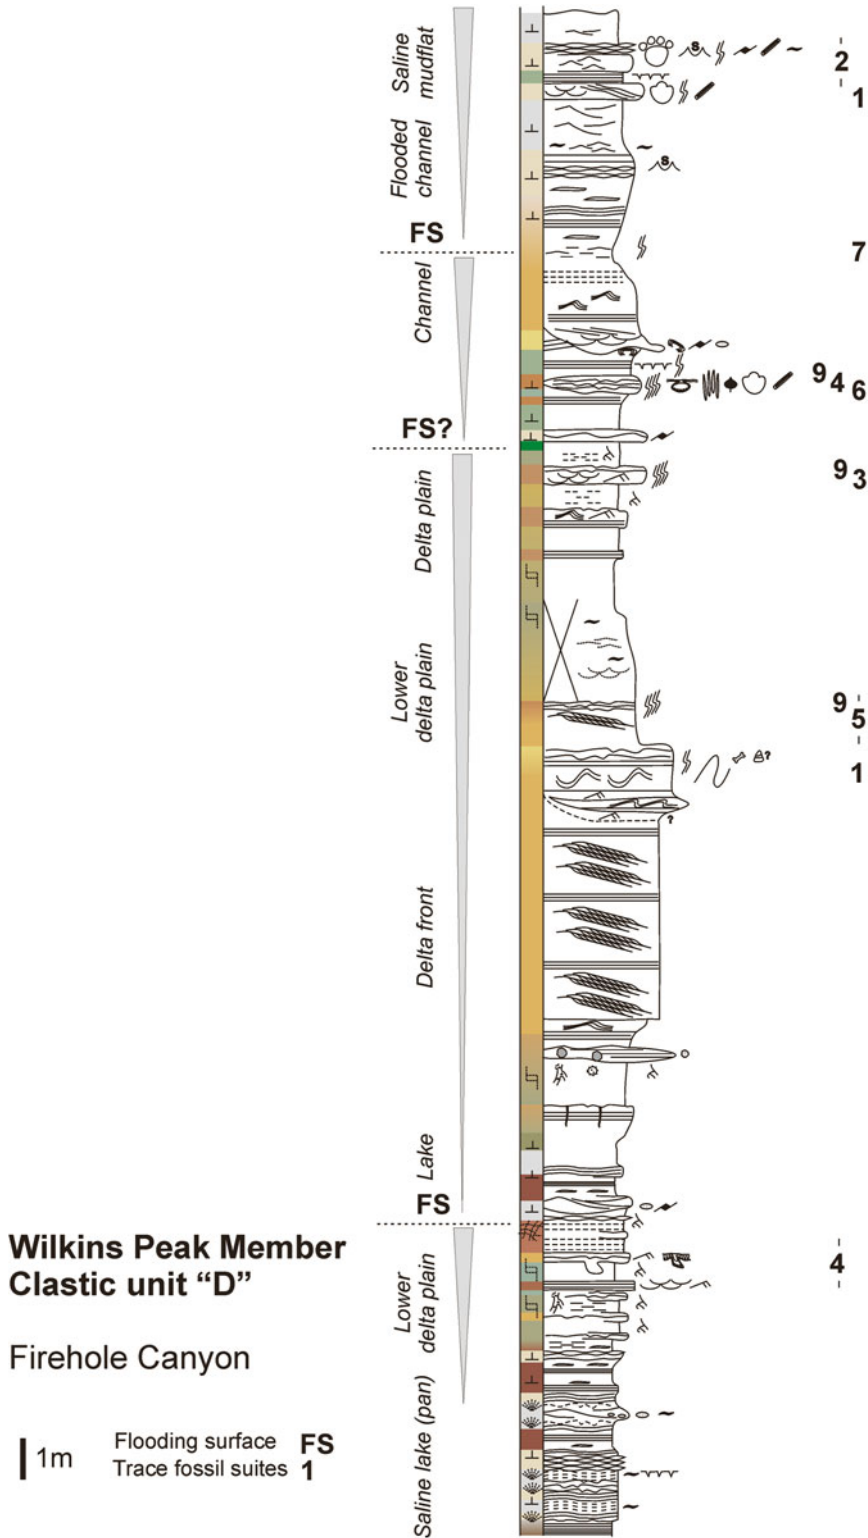 Saline
mudflat
s
2
1
Flooded
channel
s
FS
7
Channel
9 4 6
FS?
9 3
Delta plain
Lower
delta plain
9
5
?
1
?
Delta front
Lake
FS
Wilkins Peak Member
Clastic unit “D”
4
Lower
delta plain
Firehole Canyon
Saline lake (pan)
1m
Flooding surface FS
Trace fossil suites 1